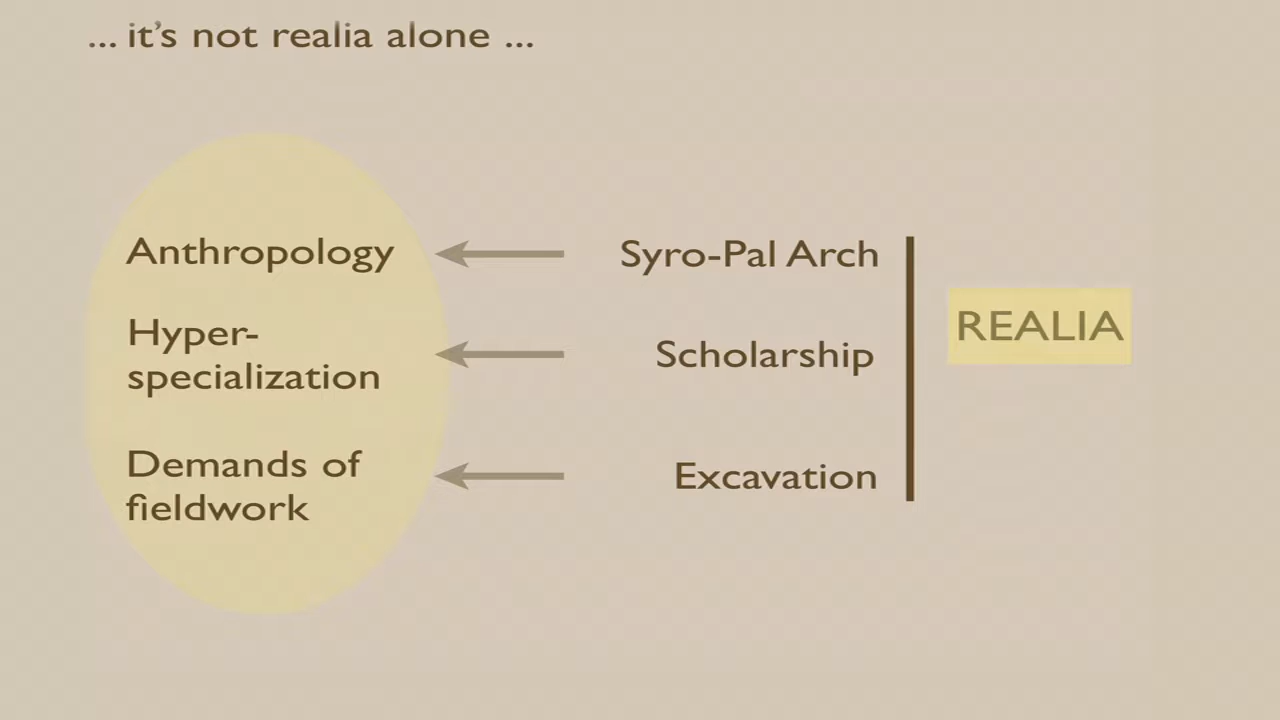 ... it’s not realia alone ...
Anthropology
Syro-Pal Arch
REALIA
Hyper-
specialization
Scholarship
Demands of
fieldwork
Excavation